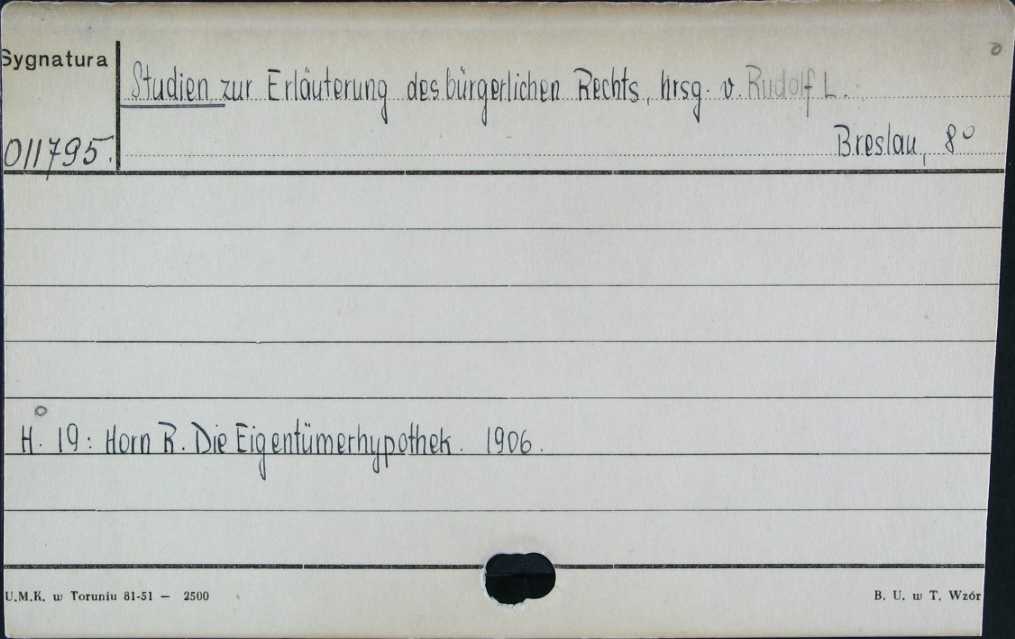 Sygnatura
Studien zur Erläuterung des bürgerlichen Rechts, hrsg. v. Rudolf L.
011795.
Breslau, 8°
H. 19: Horn R. Die Eigentümerhypothek. 1906.
U.M.K. w Toruniu 81-51 — 2500
B. U. w T. Wzór